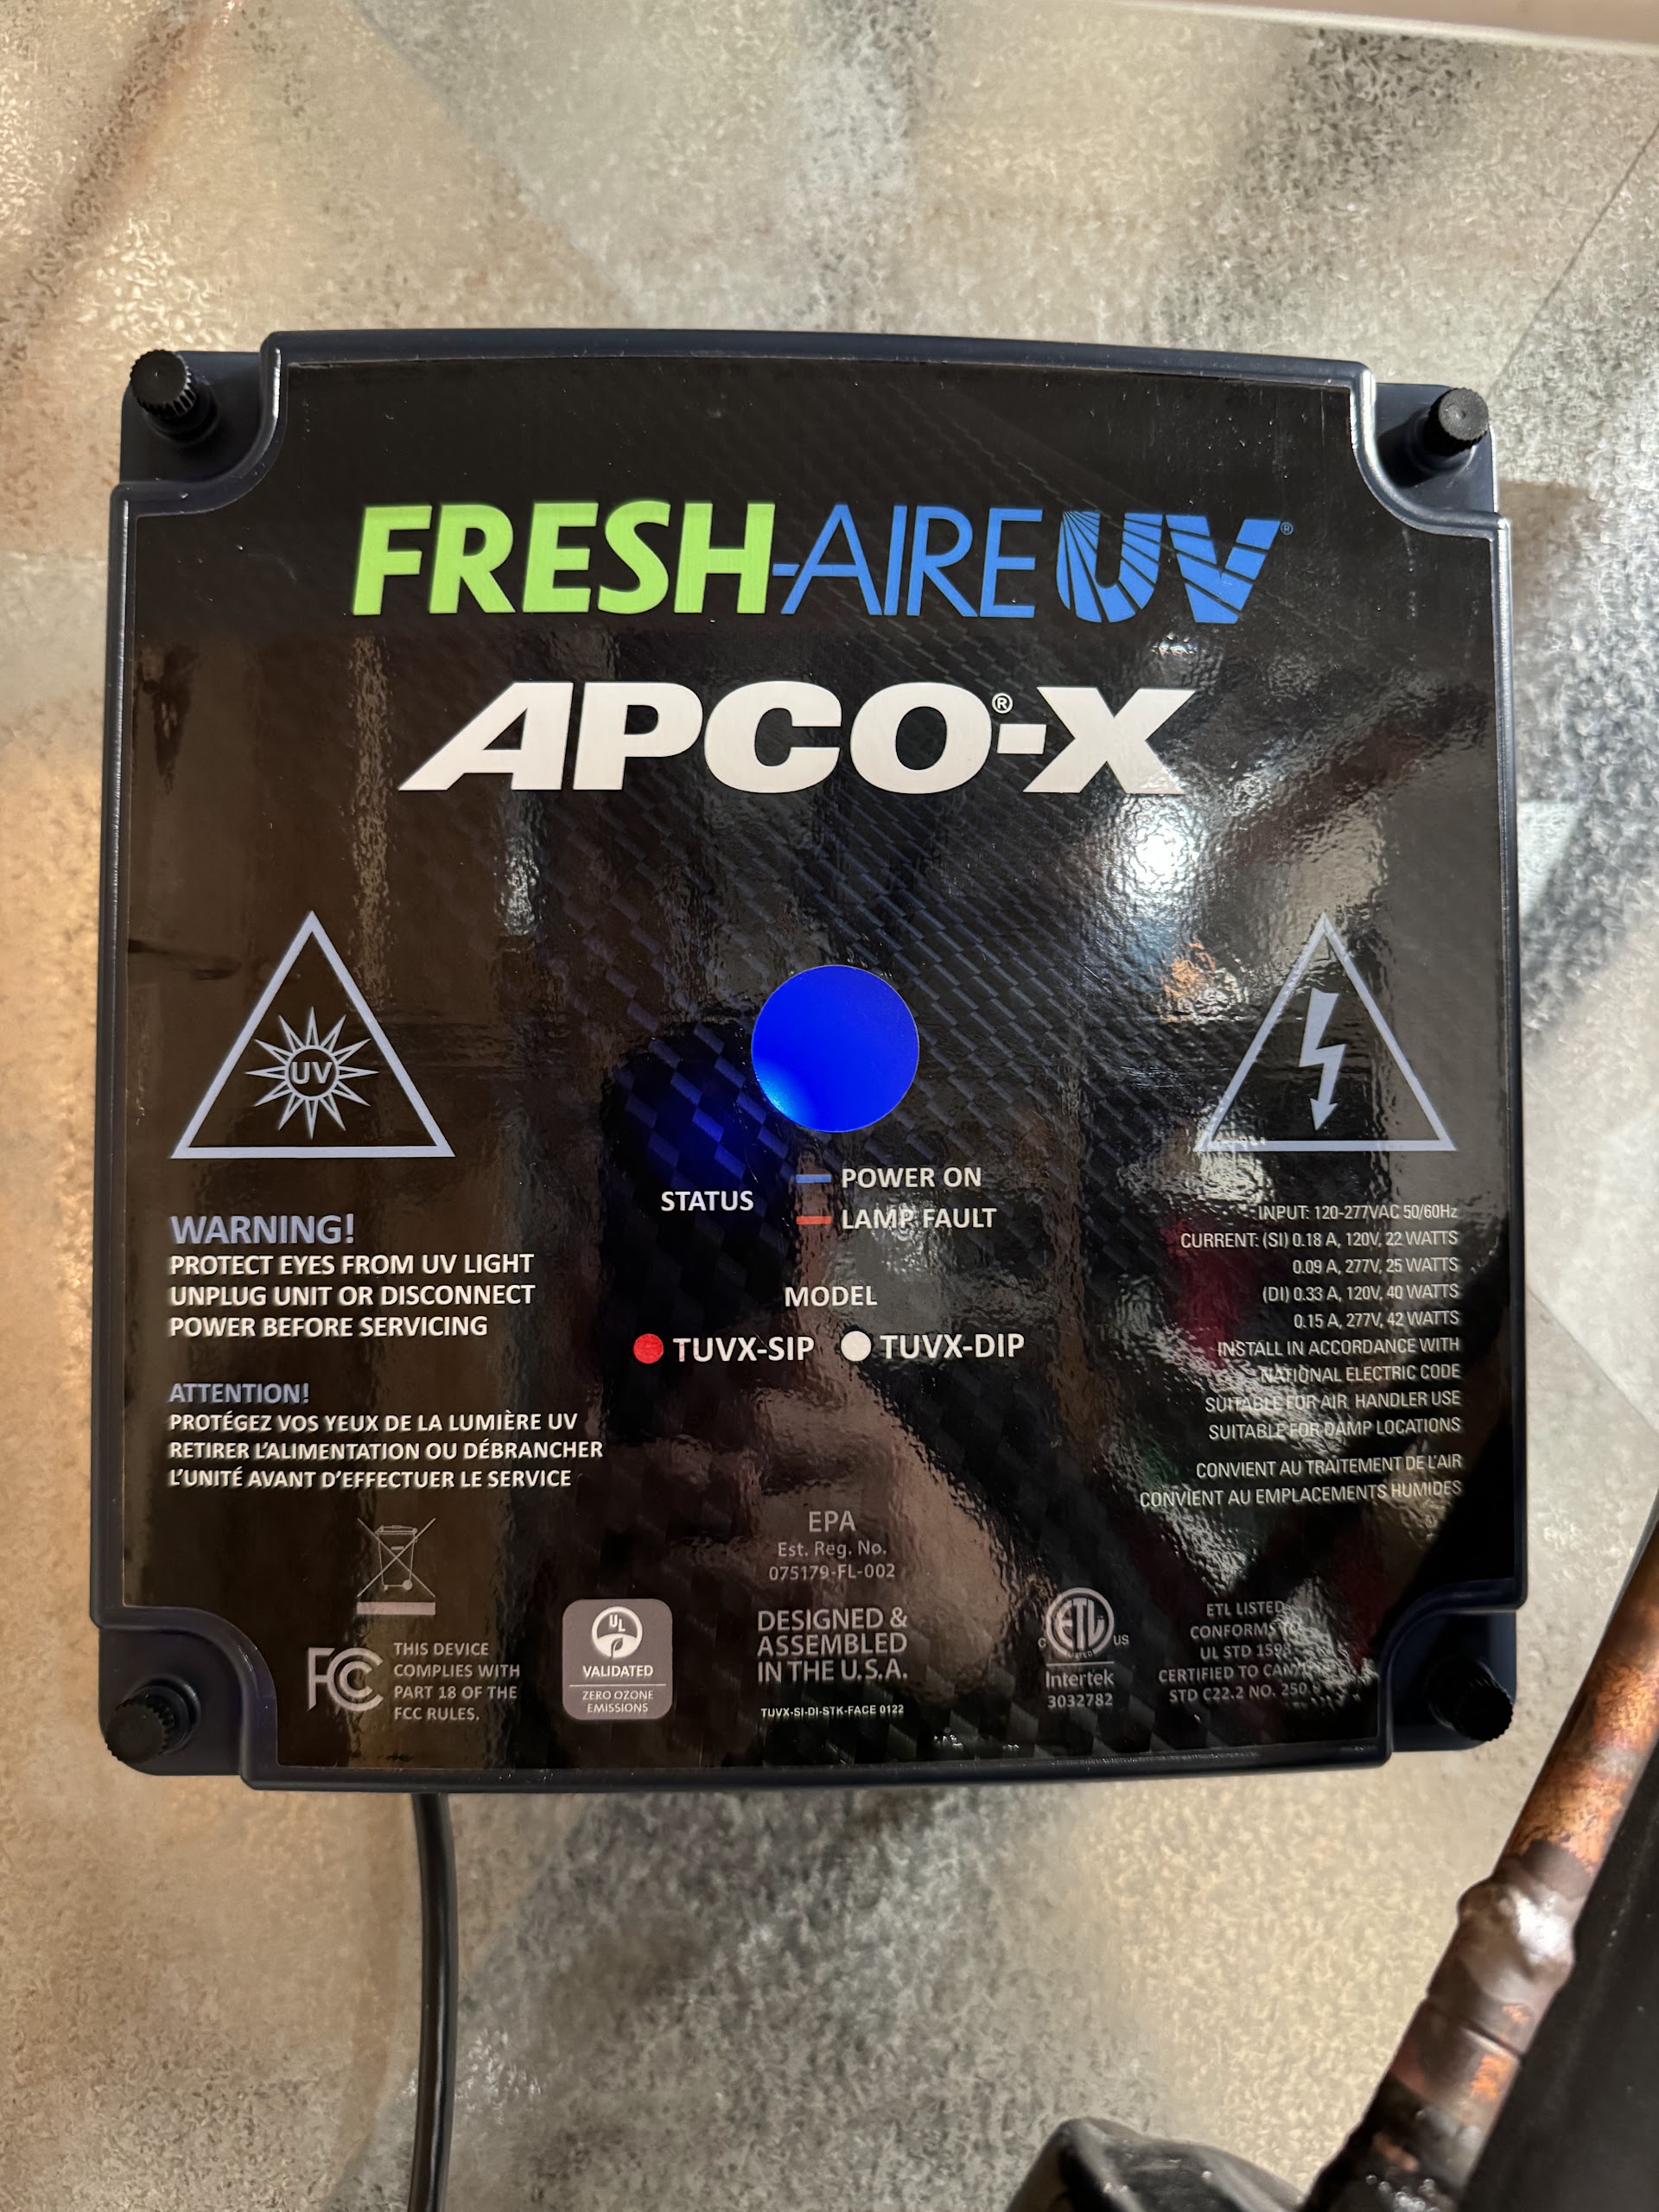 FRESH-AIRE UV®
APCO®-X
UV
STATUS
POWER ON
LAMP FAULT
MODEL
TUVX-SIP TUVX-DIP
WARNING!
PROTECT EYES FROM UV LIGHT
UNPLUG UNIT OR DISCONNECT
POWER BEFORE SERVICING
ATTENTION!
PROTÉGEZ VOS YEUX DE LA LUMIÈRE UV
RETIRER L'ALIMENTATION OU DÉBRANCHER
L'UNITÉ AVANT D'EFFECTUER LE SERVICE
INPUT: 120-277VAC 50/60Hz
CURRENT: (SI) 0.18 A, 120V, 22 WATTS
0.09 A, 277V, 25 WATTS
(DI) 0.33 A, 120V, 40 WATTS
0.15 A, 277V, 42 WATTS
INSTALL IN ACCORDANCE WITH
NATIONAL ELECTRIC CODE
SUITABLE FOR AIR HANDLER USE
SUITABLE FOR DAMP LOCATIONS
CONVIENT AU TRAITEMENT DE L'AIR
CONVIENT AU EMPLACEMENTS HUMIDES
EPA
Est. Reg. No.
075179-FL-002
FCC
THIS DEVICE
COMPLIES WITH
PART 18 OF THE
FCC RULES.
UL
VALIDATED
ZERO OZONE
EMISSIONS
DESIGNED &
ASSEMBLED
IN THE U.S.A.
TUVX-SI-DI-STK-FACE 0122
C ETL US
LISTED
Intertek
3032782
ETL LISTED
CONFORMS TO
UL STD
CERTIFIED TO
STD C22.2 NO.